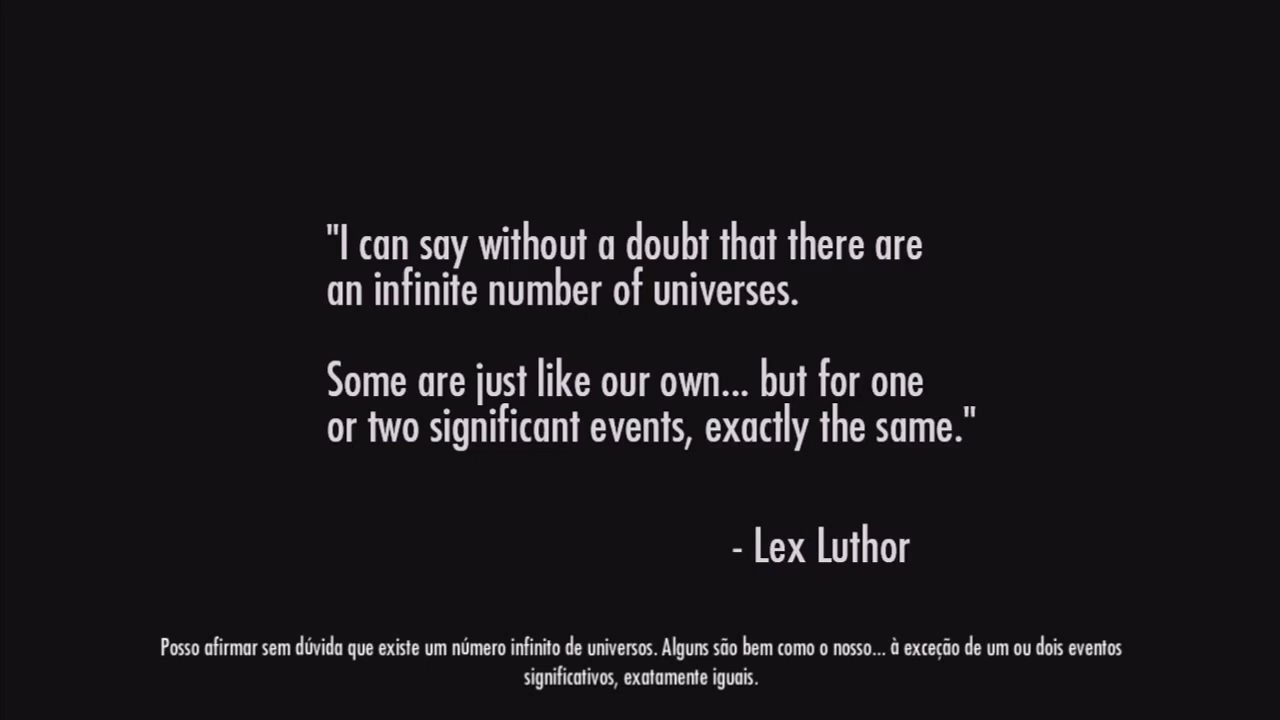 "I can say without a doubt that there are
an infinite number of universes.
Some are just like our own... but for one
or two significant events, exactly the same."
- Lex Luthor
Posso afirmar sem dúvida que existe um número infinito de universos. Alguns são bem como o nosso... à exceção de um ou dois eventos
significativos, exatamente iguais.